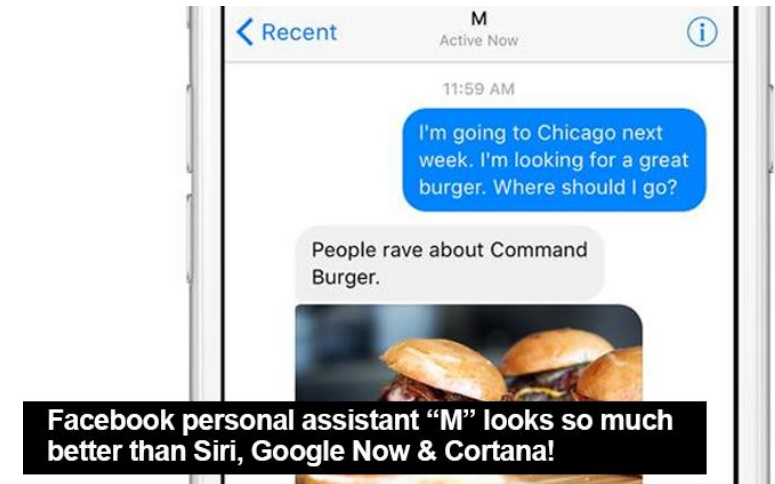 Recent
M
Active Now
11:59 AM
I'm going to Chicago next
week. I'm looking for a great
burger. Where should I go?
People rave about Command
Burger.
Facebook personal assistant “M” looks so much
better than Siri, Google Now & Cortana!